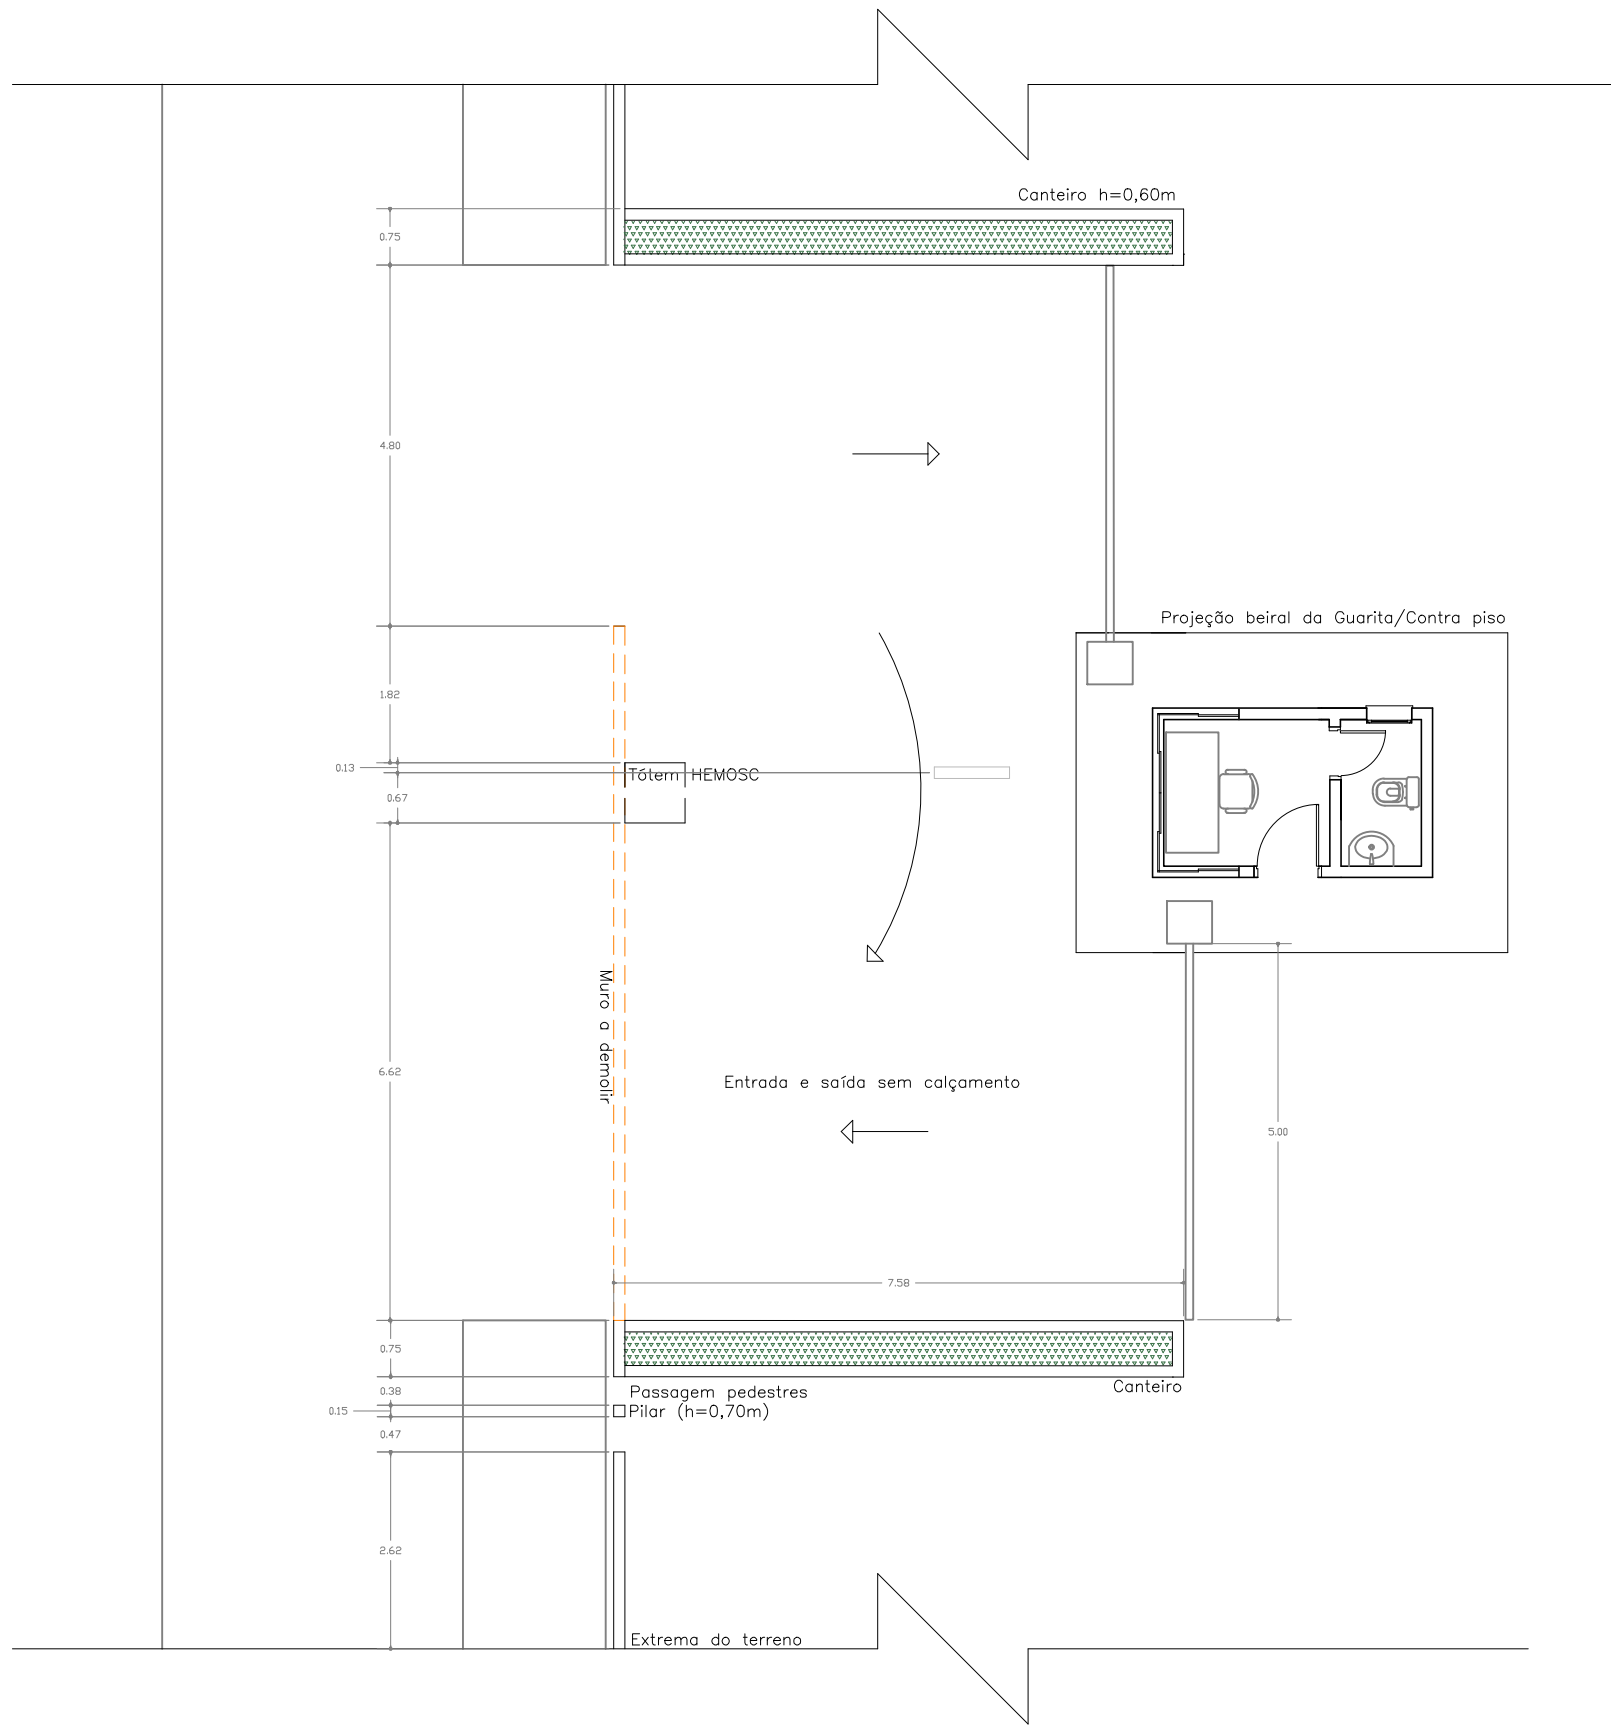 Canteiro h=0,60m
0.75
4.80
Projeção beiral da Guarita/Contra piso
1.82
0.13
Tótem HEMOSC
0.67
Muro a demolir
6.62
Entrada e saída sem calçamento
5.00
7.58
0.75
Canteiro
0.38
Passagem pedestres
0.15
Pilar (h=0,70m)
0.47
2.62
Extrema do terreno